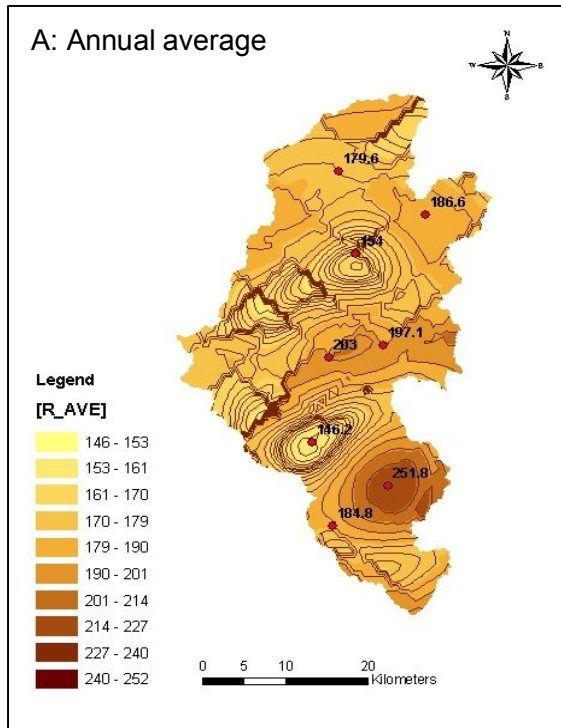 A: Annual average
N
W E
S
179.6
186.6
154
197.1
203
146.2
251.8
184.8
Legend
[R_AVE]
146 - 153
153 - 161
161 - 170
170 - 179
179 - 190
190 - 201
201 - 214
214 - 227
227 - 240
240 - 252
0 5 10 20
Kilometers